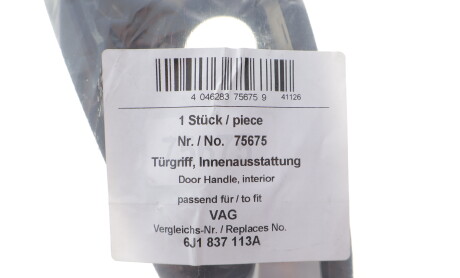 4 046283 75675 9 41126
1 Stück / piece
Nr. / No. 75675
Türgriff, Innenausstattung
Door Handle, interior
passend für / to fit
VAG
Vergleichs-Nr. / Replaces No.
6J1 837 113A